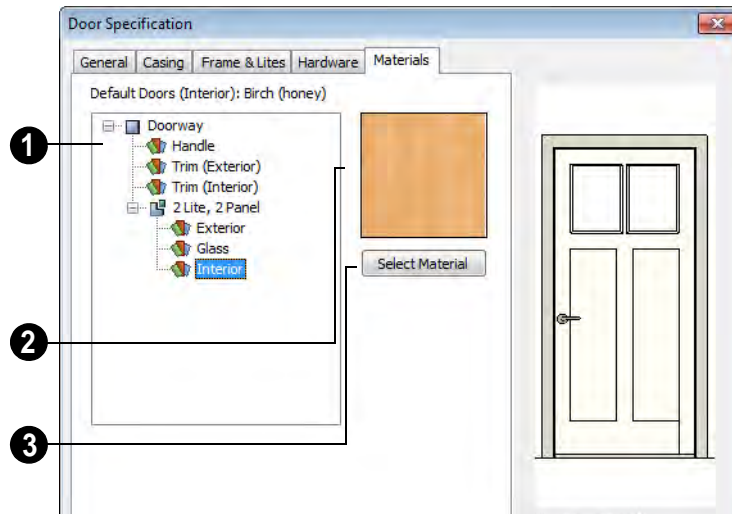 Door Specification
General Casing Frame & Lites Hardware Materials
Default Doors (Interior): Birch (honey)
Doorway
Handle
Trim (Exterior)
Trim (Interior)
2 Lite, 2 Panel
Exterior
Glass
Interior
Select Material
1
2
3